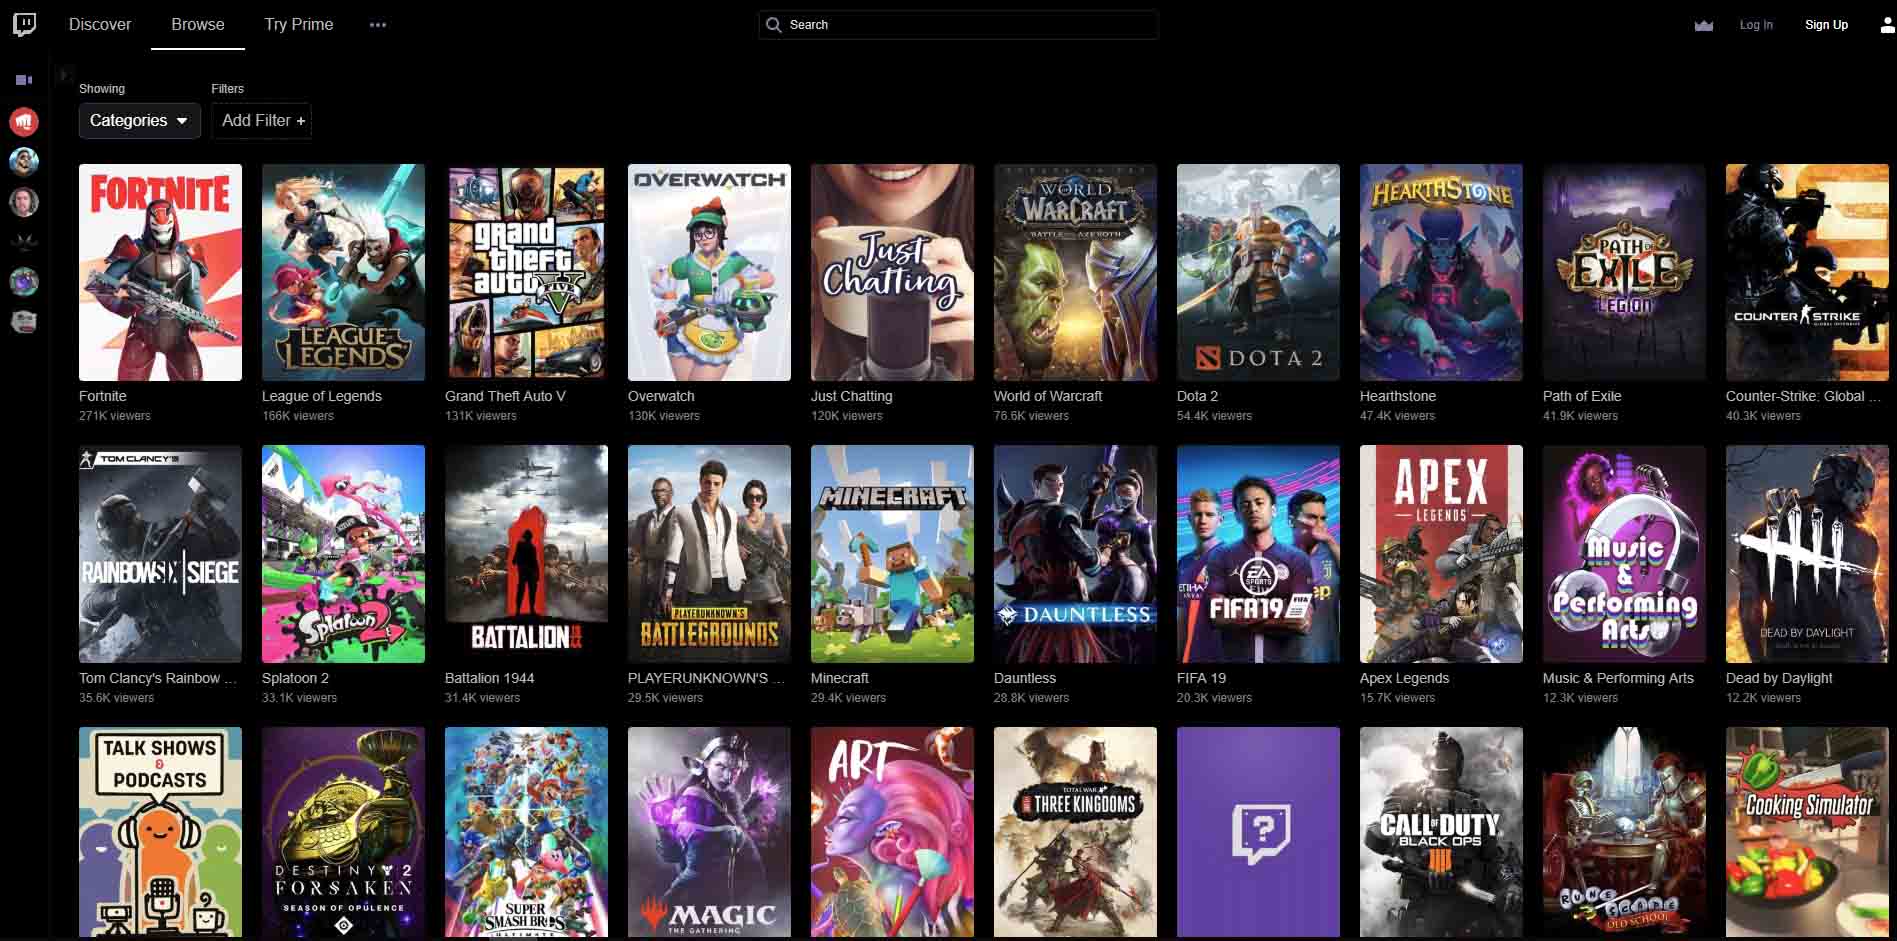 Discover Browse Try Prime ••• Search Log In Sign Up
Showing Filters
Categories Add Filter +
FORTNITE
LEAGUE OF LEGENDS
grand theft auto V FIVE
OVERWATCH
Just Chatting
WORLD OF WARCRAFT
BATTLE FOR AZEROTH
DOTA 2
HEARTHSTONE
PATH OF EXILE
LEGION
COUNTER STRIKE
GLOBAL OFFENSIVE
Fortnite League of Legends Grand Theft Auto V Overwatch Just Chatting World of Warcraft Dota 2 Hearthstone Path of Exile Counter-Strike: Global ...
271K viewers 166K viewers 131K viewers 130K viewers 120K viewers 76.6K viewers 54.4K viewers 47.4K viewers 41.9K viewers 40.3K viewers
TOM CLANCY'S
RAINBOW SIX | SIEGE
Splatoon 2
BATTALION
PLAYERUNKNOWN'S
BATTLEGROUNDS
MINECRAFT
DAUNTLESS
EA SPORTS
FIFA 19
APEX
LEGENDS
Music
&
Performing
Arts
DEAD BY DAYLIGHT
Tom Clancy's Rainbow ... Splatoon 2 Battalion 1944 PLAYERUNKNOWN'S ... Minecraft Dauntless FIFA 19 Apex Legends Music & Performing Arts Dead by Daylight
35.6K viewers 33.1K viewers 31.4K viewers 29.5K viewers 29.4K viewers 28.8K viewers 20.3K viewers 15.7K viewers 12.3K viewers 12.2K viewers
TALK SHOWS
&
PODCASTS
DESTINY 2
FORSAKEN
SEASON OF OPULENCE
SUPER
SMASH BROS.
ULTIMATE
MAGIC
THE GATHERING
ART
TOTAL WAR
THREE KINGDOMS
?
CALL OF DUTY
BLACK OPS
IIII
RUNESCAPE
OLD SCHOOL
Cooking Simulator